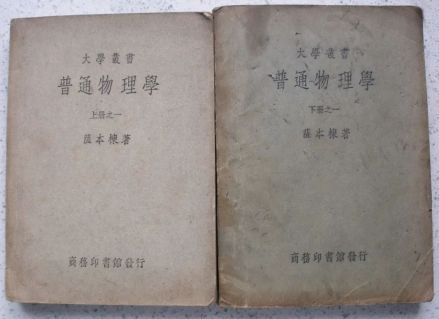 大學叢書
普通物理學
上册之一
薩本棟著
商務印書館發行
大學叢書
普通物理學
下册之一
薩本棟著
商務印書館發行